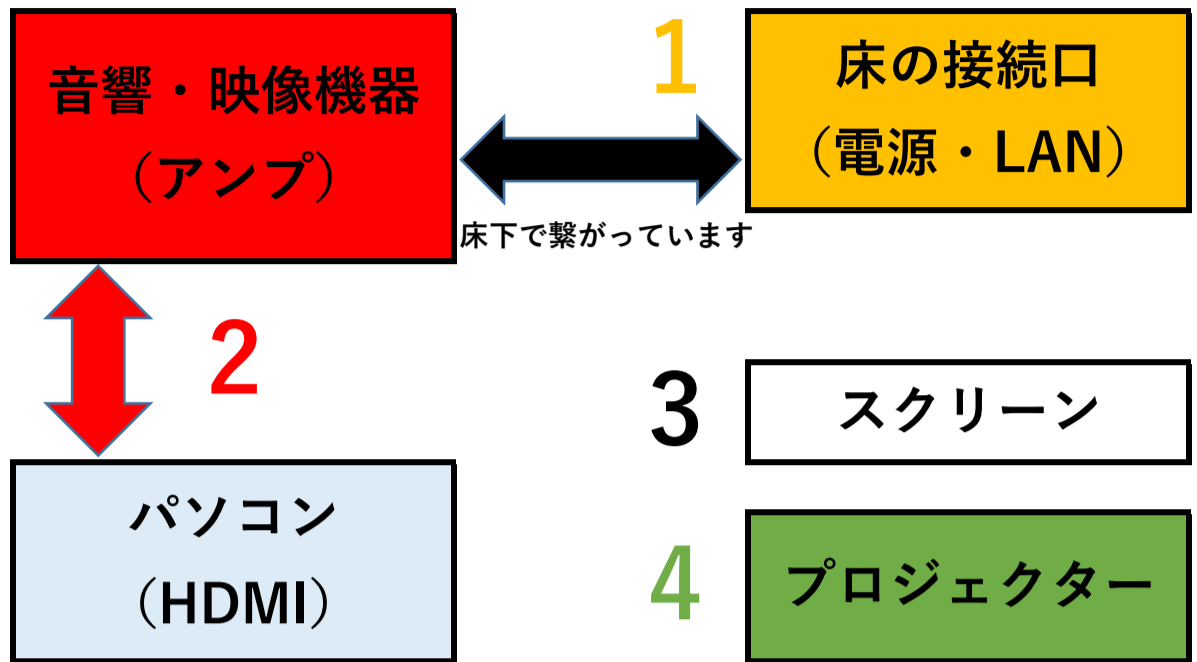 音響・映像機器
（アンプ）
1
床の接続口
（電源・LAN）
床下で繋がっています
2
パソコン
（HDMI）
3
スクリーン
4
プロジェクター